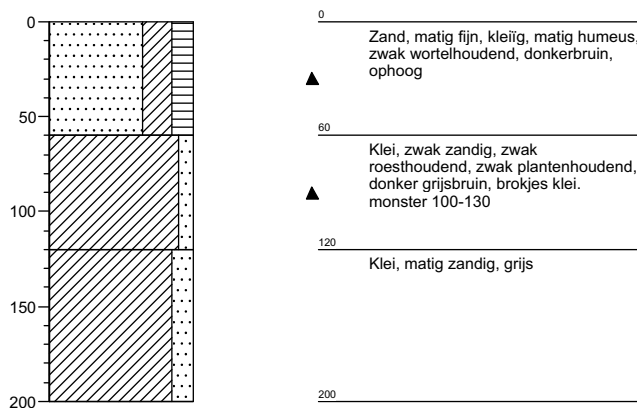 0
50
100
150
200
0
Zand, matig fijn, kleiïg, matig humeus,
zwak wortelhoudend, donkerbruin,
ophoog
60
Klei, zwak zandig, zwak
roesthoudend, zwak plantenhoudend,
donker grijsbruin, brokjes klei.
monster 100-130
120
Klei, matig zandig, grijs
200